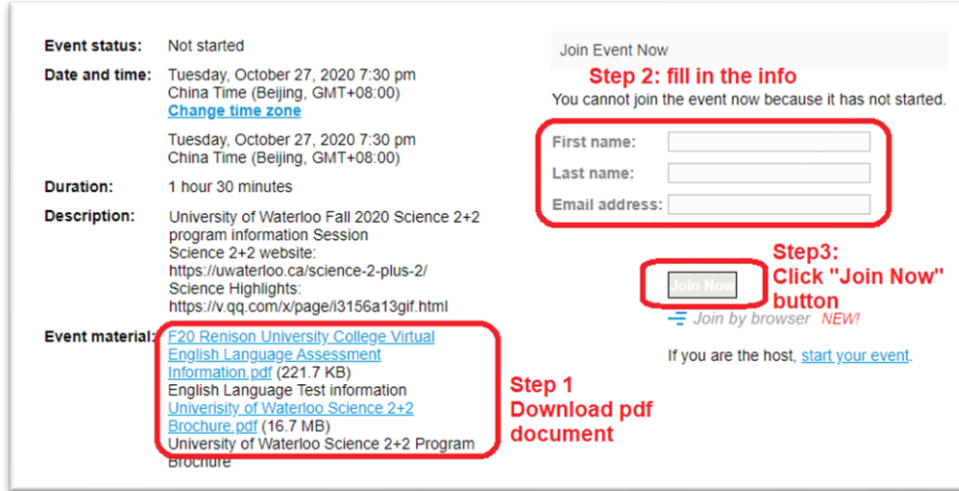 Event status: Not started
Date and time: Tuesday, October 27, 2020 7:30 pm
China Time (Beijing, GMT+08:00)
Change time zone
Tuesday, October 27, 2020 7:30 pm
China Time (Beijing, GMT+08:00)
Duration: 1 hour 30 minutes
Description: University of Waterloo Fall 2020 Science 2+2
program information Session
Science 2+2 website:
https://uwaterloo.ca/science-2-plus-2/
Science Highlights:
https://v.qq.com/x/page/i3156a13gif.html
Event material: F20 Renison University College Virtual
English Language Assessment
Information.pdf (221.7 KB)
English Language Test information
Univerisity of Waterloo Science 2+2
Brochure.pdf (16.7 MB)
University of Waterloo Science 2+2 Program
Brochure
Step 1
Download pdf
document
Join Event Now
Step 2: fill in the info
You cannot join the event now because it has not started.
First name:
Last name:
Email address:
Join Now
Step3:
Click "Join Now"
button
Join by browser NEW!
If you are the host, start your event.